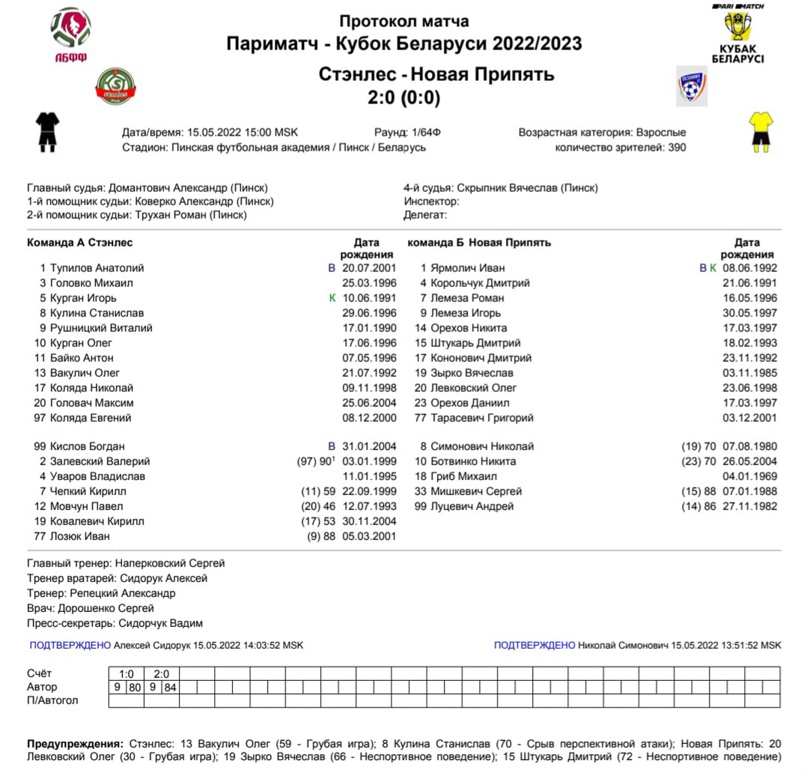 Протокол матча
Париматч - Кубок Беларуси 2022/2023
Стэнлес - Новая Припять
2:0 (0:0)
АБФФ
PARI MATCH
КУБАК
БЕЛАРУСІ
Дата/время: 15.05.2022 15:00 MSK Раунд: 1/64Ф Возрастная категория: Взрослые
Стадион: Пинская футбольная академия / Пинск / Беларусь количество зрителей: 390
Главный судья: Домантович Александр (Пинск) 4-й судья: Скрыпник Вячеслав (Пинск)
1-й помощник судьи: Коверко Александр (Пинск) Инспектор:
2-й помощник судьи: Трухан Роман (Пинск) Делегат:
Команда А Стэнлес Дата рождения команда Б Новая Припять Дата рождения
1 Тупилов Анатолий В 20.07.2001 1 Ярмолич Иван В К 08.06.1992
3 Головко Михаил 25.03.1996 4 Корольчук Дмитрий 21.06.1991
5 Курган Игорь К 10.06.1991 7 Лемеза Роман 16.05.1996
8 Кулина Станислав 29.06.1996 9 Лемеза Игорь 30.05.1997
9 Рушницкий Виталий 17.01.1990 14 Орехов Никита 17.03.1997
10 Курган Олег 17.06.1996 15 Штукарь Дмитрий 18.02.1993
11 Байко Антон 07.05.1996 17 Кононович Дмитрий 23.11.1992
13 Вакулич Олег 21.07.1992 19 Зырко Вячеслав 03.11.1985
17 Коляда Николай 09.11.1998 20 Левковский Олег 23.06.1998
20 Головач Максим 25.06.2004 23 Орехов Даниил 17.03.1997
97 Коляда Евгений 08.12.2000 77 Тарасевич Григорий 03.12.2001
99 Кислов Богдан В 31.01.2004 8 Симонович Николай (19) 70 07.08.1980
2 Залевский Валерий (97) 90¹ 03.01.1999 10 Ботвинко Никита (23) 70 26.05.2004
4 Уваров Владислав 11.01.1995 18 Гриб Михаил 04.01.1969
7 Чепкий Кирилл (11) 59 22.09.1999 33 Мишкевич Сергей (15) 88 07.01.1988
12 Мовчун Павел (20) 46 12.07.1993 99 Луцевич Андрей (14) 86 27.11.1982
19 Ковалевич Кирилл (17) 53 30.11.2004
77 Лозюк Иван (9) 88 05.03.2001
Главный тренер: Наперковский Сергей
Тренер вратарей: Сидорук Алексей
Тренер: Репецкий Александр
Врач: Дорошенко Сергей
Пресс-секретарь: Сидорчук Вадим
ПОДТВЕРЖДЕНО Алексей Сидорук 15.05.2022 14:03:52 MSK ПОДТВЕРЖДЕНО Николай Симонович 15.05.2022 13:51:52 MSK
Счёт 1:0 2:0
Автор 9 80 9 84
П/Автогол
Предупреждения: Стэнлес: 13 Вакулич Олег (59 - Грубая игра); 8 Кулина Станислав (70 - Срыв перспективной атаки); Новая Припять: 20
Левковский Олег (30 - Грубая игра); 19 Зырко Вячеслав (66 - Неспортивное поведение); 15 Штукарь Дмитрий (72 - Неспортивное поведение)